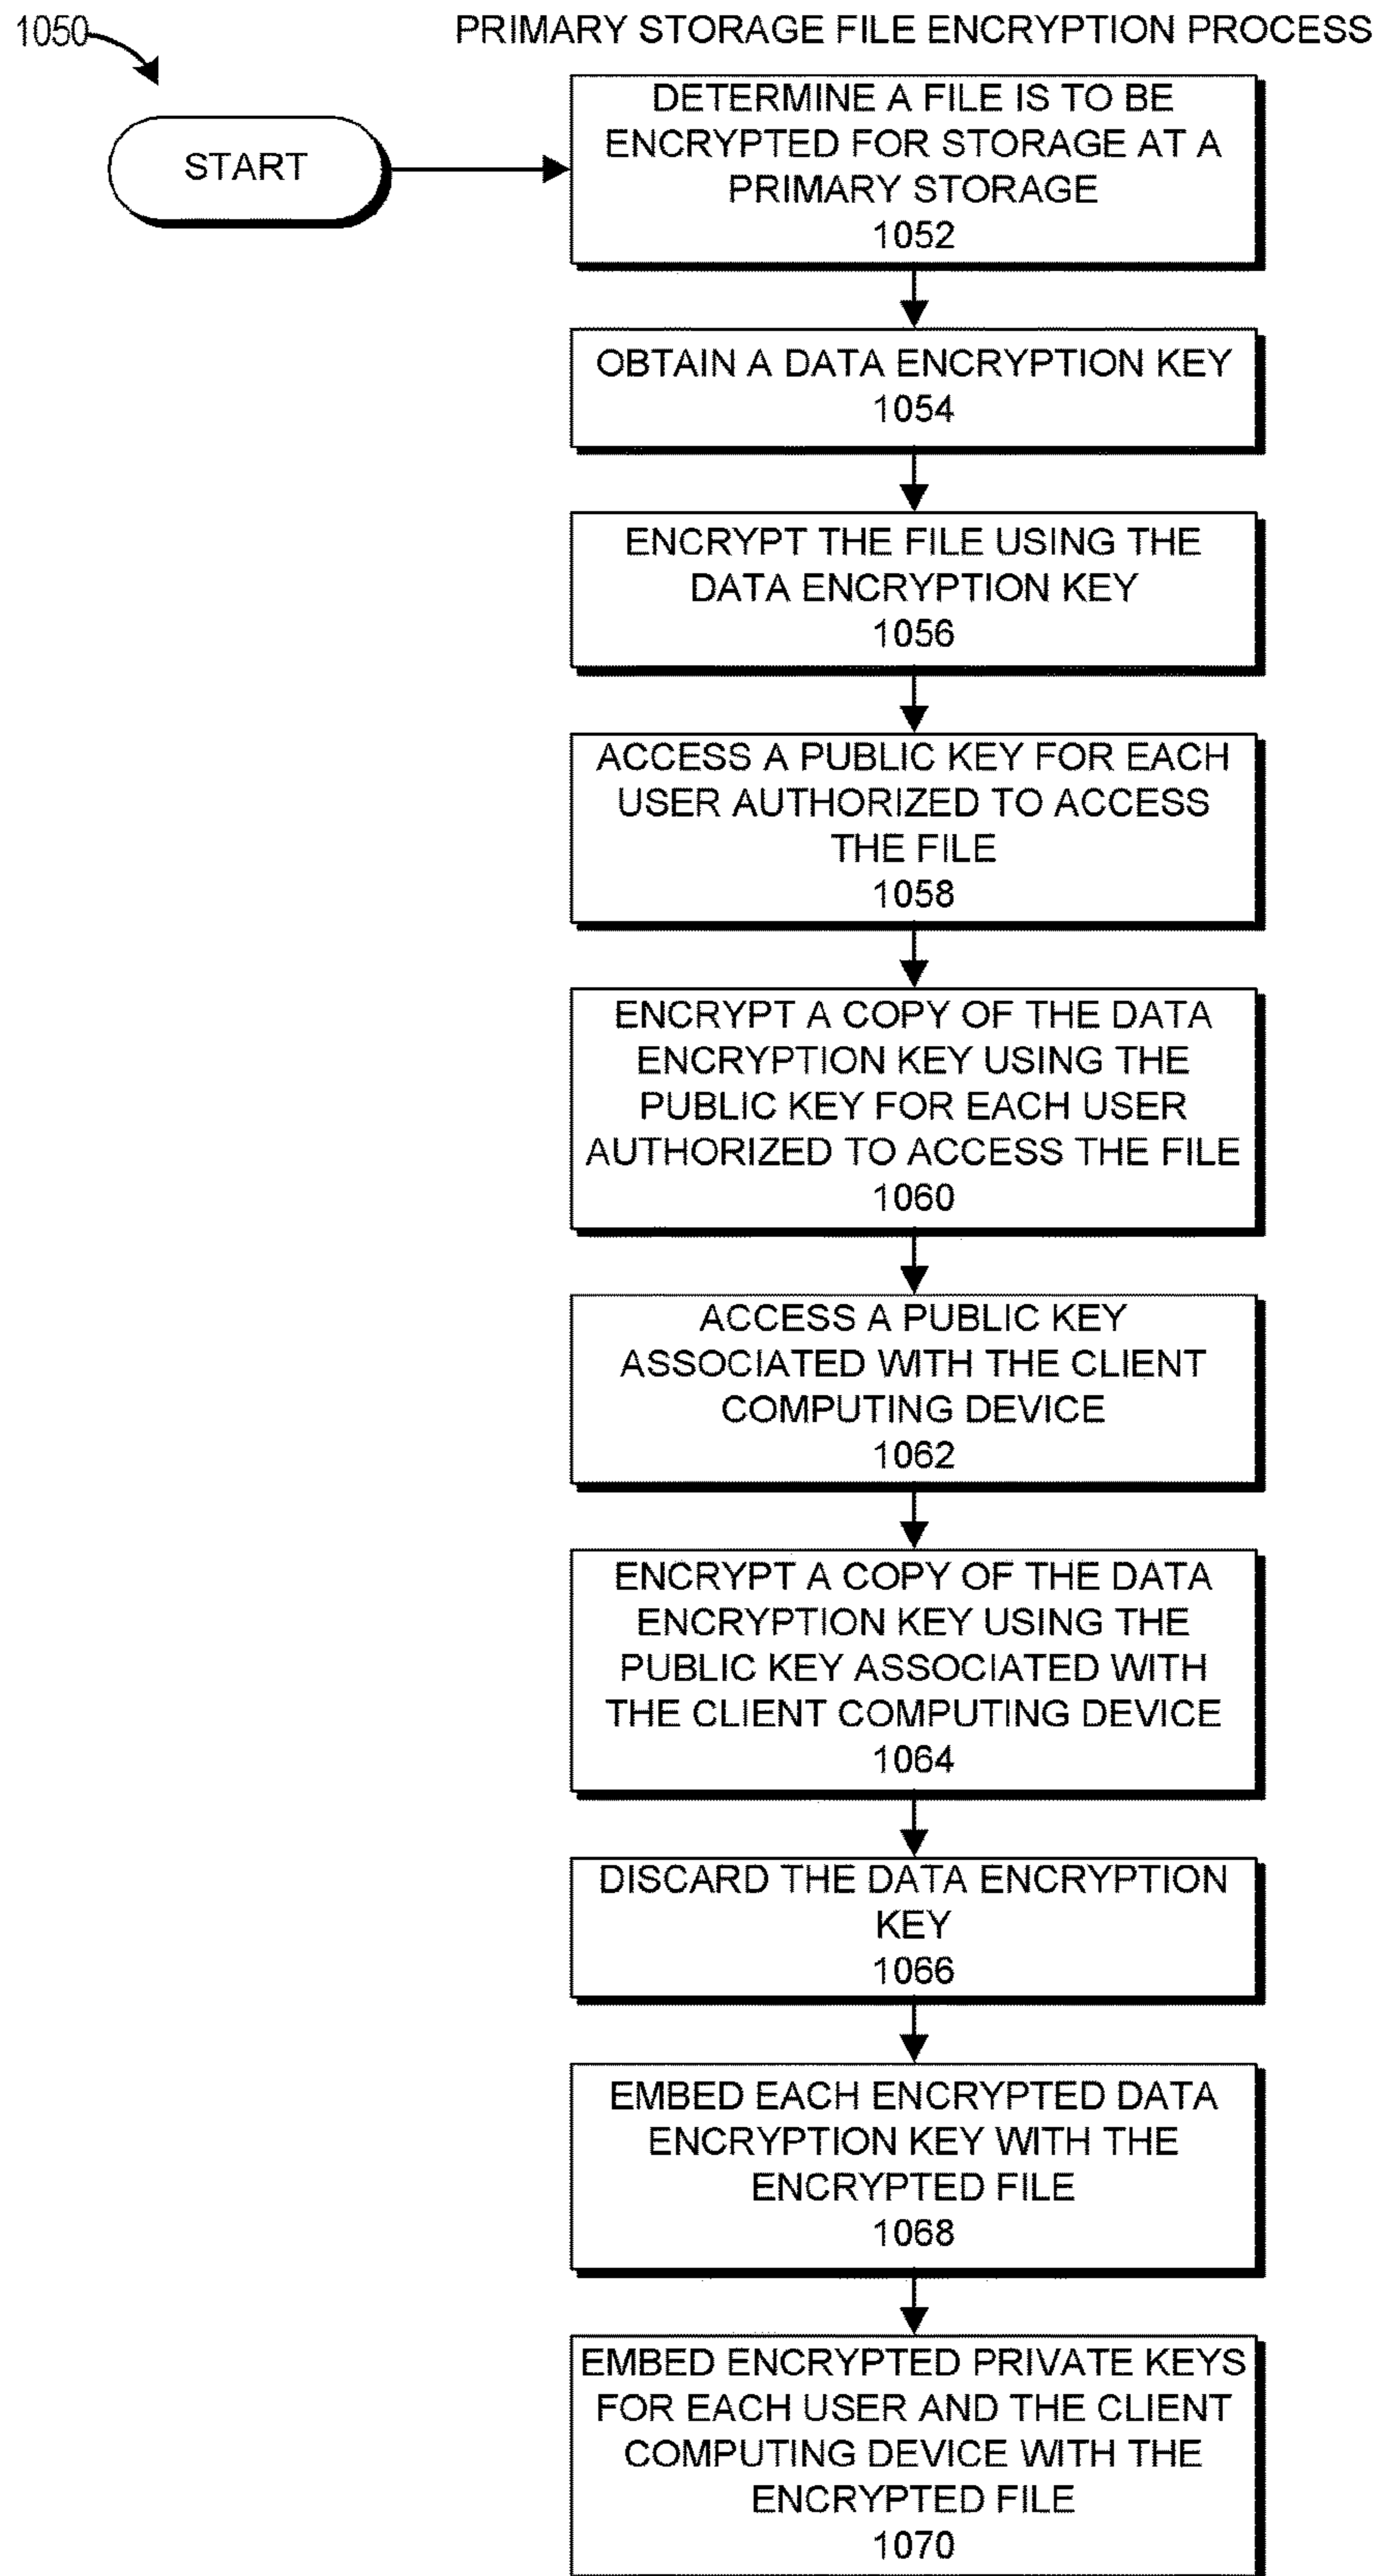 1050
PRIMARY STORAGE FILE ENCRYPTION PROCESS
START
DETERMINE A FILE IS TO BE
ENCRYPTED FOR STORAGE AT A
PRIMARY STORAGE
1052
OBTAIN A DATA ENCRYPTION KEY
1054
ENCRYPT THE FILE USING THE
DATA ENCRYPTION KEY
1056
ACCESS A PUBLIC KEY FOR EACH
USER AUTHORIZED TO ACCESS
THE FILE
1058
ENCRYPT A COPY OF THE DATA
ENCRYPTION KEY USING THE
PUBLIC KEY FOR EACH USER
AUTHORIZED TO ACCESS THE FILE
1060
ACCESS A PUBLIC KEY
ASSOCIATED WITH THE CLIENT
COMPUTING DEVICE
1062
ENCRYPT A COPY OF THE DATA
ENCRYPTION KEY USING THE
PUBLIC KEY ASSOCIATED WITH
THE CLIENT COMPUTING DEVICE
1064
DISCARD THE DATA ENCRYPTION
KEY
1066
EMBED EACH ENCRYPTED DATA
ENCRYPTION KEY WITH THE
ENCRYPTED FILE
1068
EMBED ENCRYPTED PRIVATE KEYS
FOR EACH USER AND THE CLIENT
COMPUTING DEVICE WITH THE
ENCRYPTED FILE
1070